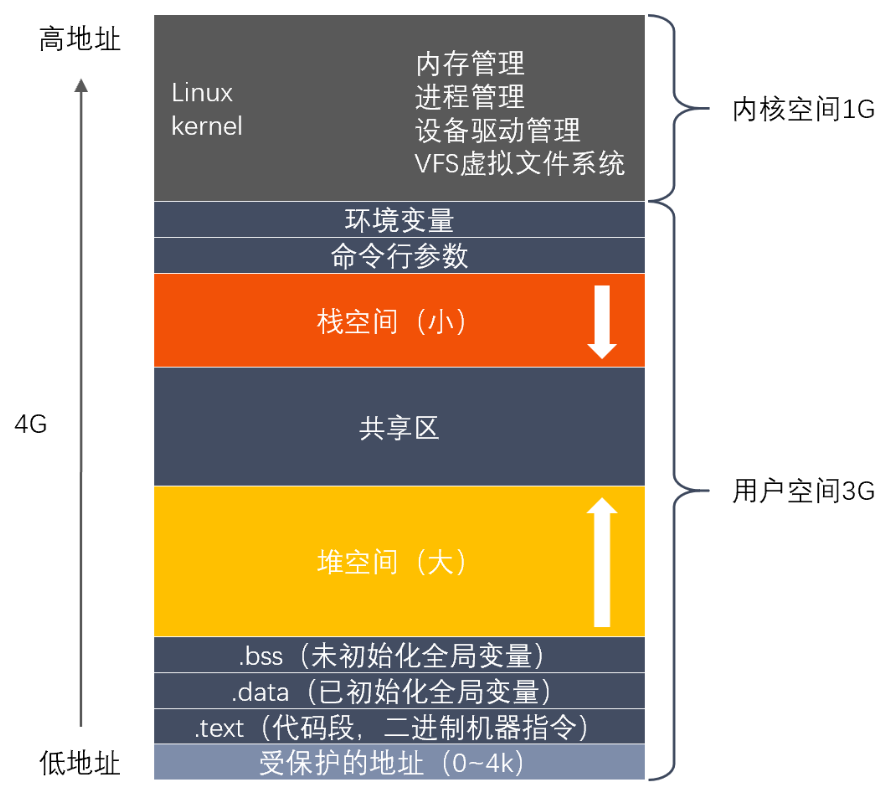 高地址
Linux
kernel
内存管理
进程管理
设备驱动管理
VFS虚拟文件系统
内核空间1G
环境变量
命令行参数
栈空间（小）
4G
共享区
用户空间3G
堆空间（大）
.bss（未初始化全局变量）
.data（已初始化全局变量）
.text（代码段，二进制机器指令）
低地址
受保护的地址（0~4k）